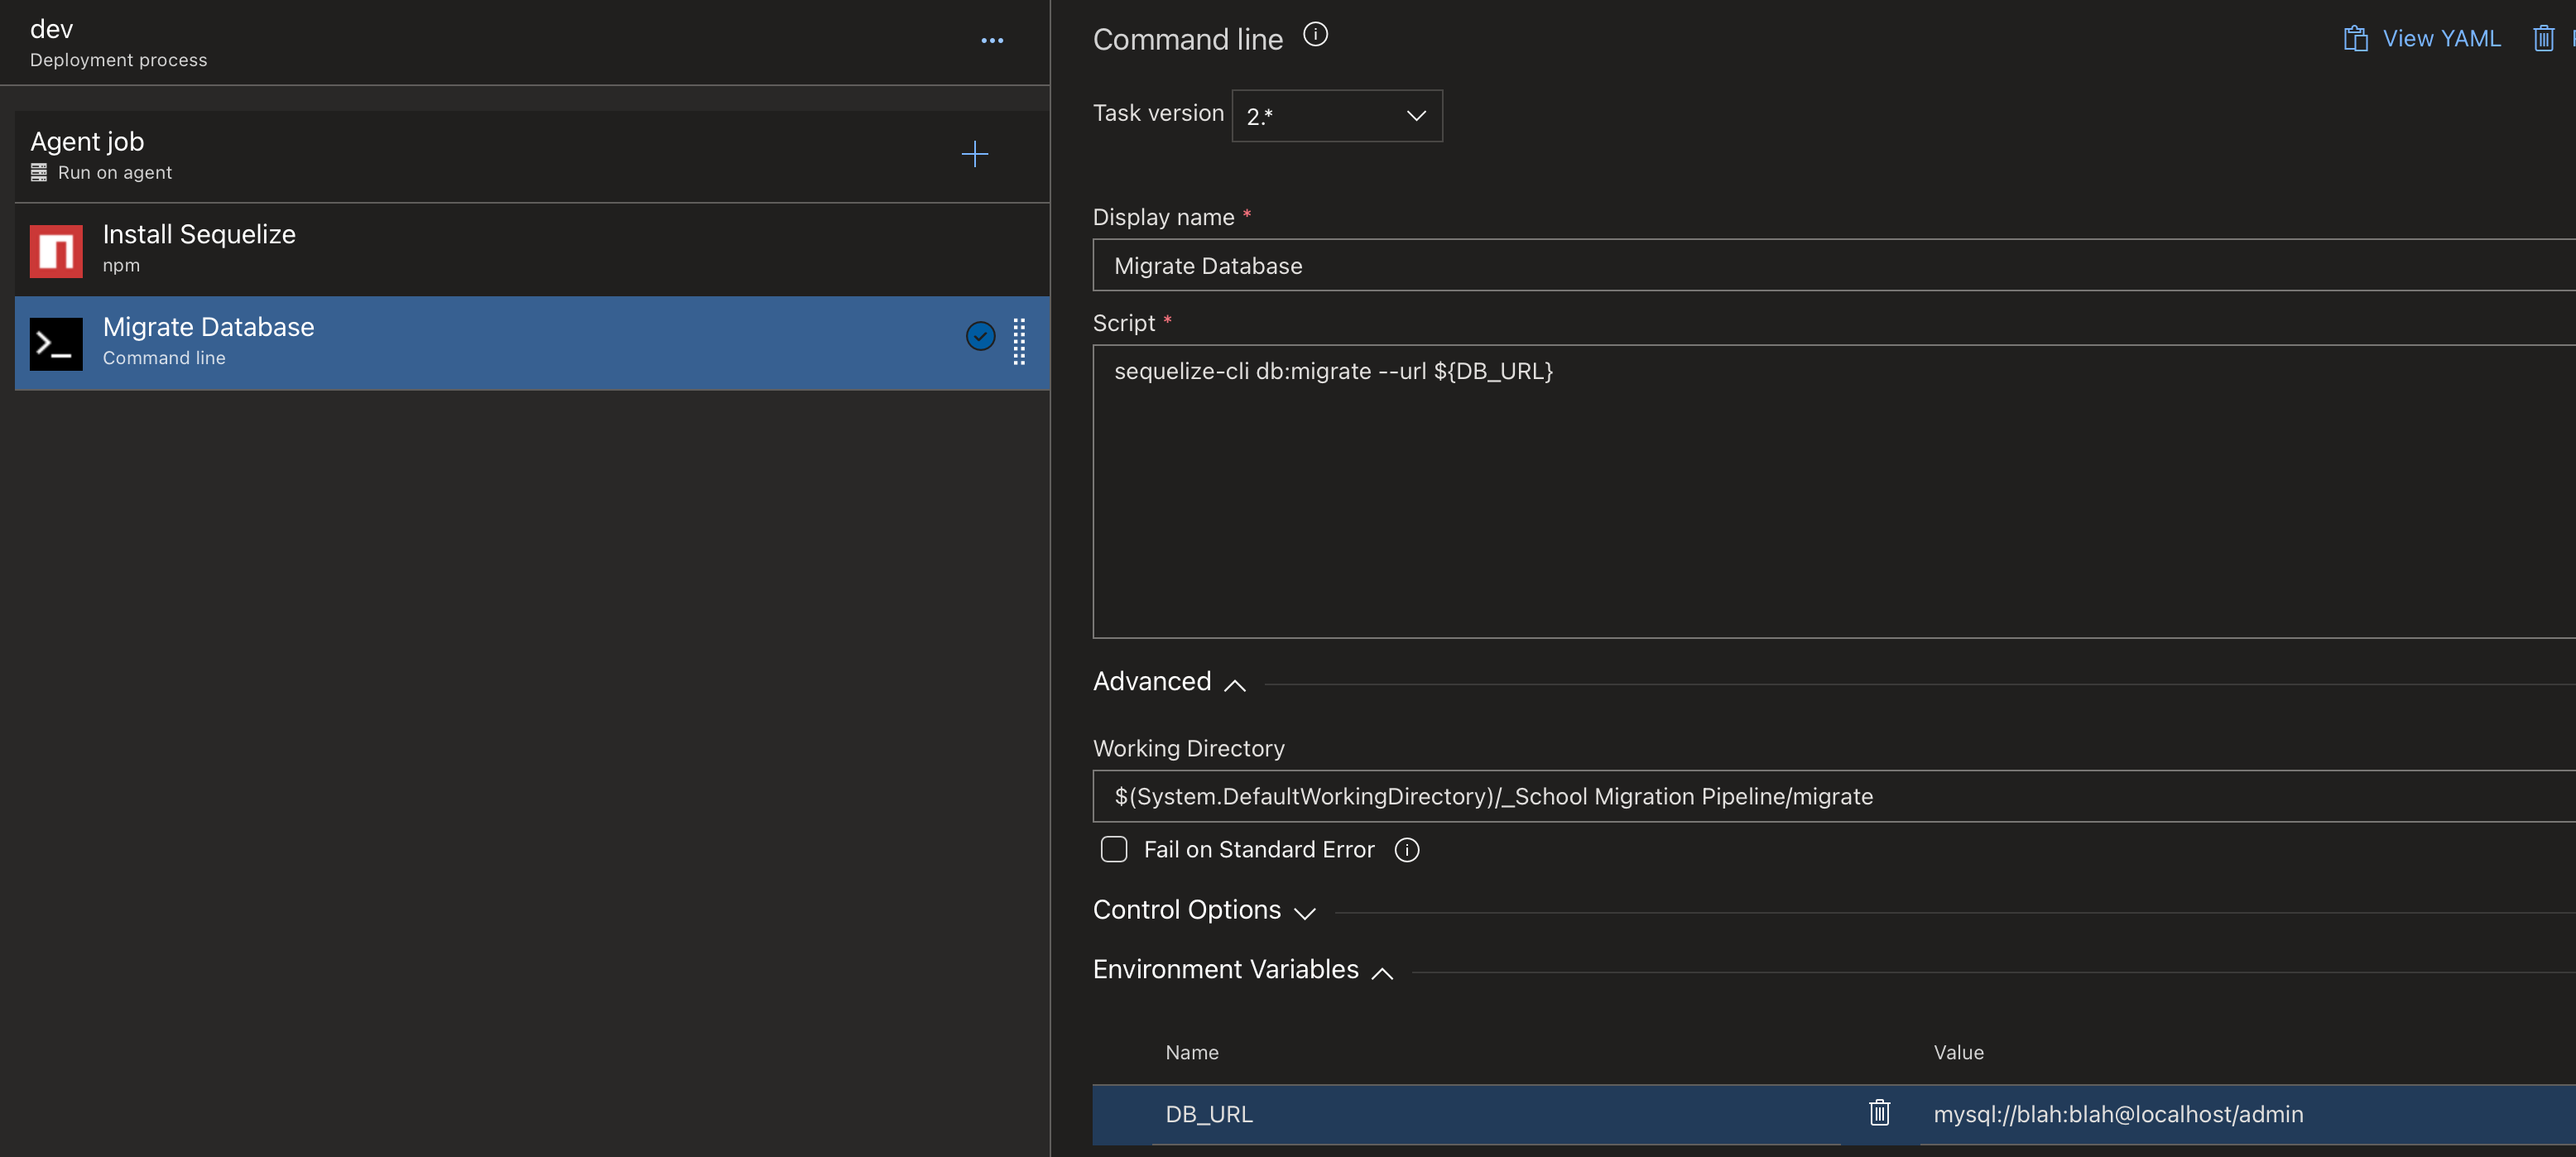 dev
Deployment process
Agent job
Run on agent
Install Sequelize
npm
Migrate Database
Command line
Command line
View YAML
Task version 2.*
Display name *
Migrate Database
Script *
sequelize-cli db:migrate --url ${DB_URL}
Advanced
Working Directory
$(System.DefaultWorkingDirectory)/_School Migration Pipeline/migrate
Fail on Standard Error
Control Options
Environment Variables
Name Value
DB_URL mysql://blah:blah@localhost/admin